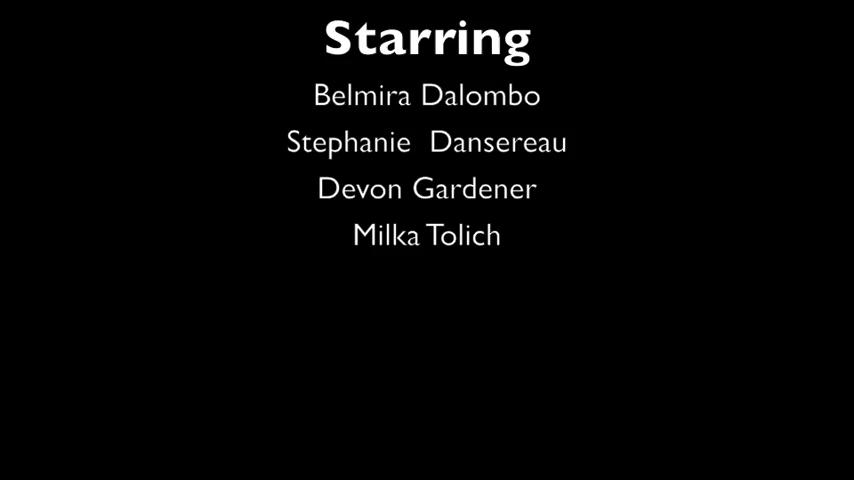 Starring
Belmira Dalombo
Stephanie  Dansereau
Devon Gardener
Milka Tolich